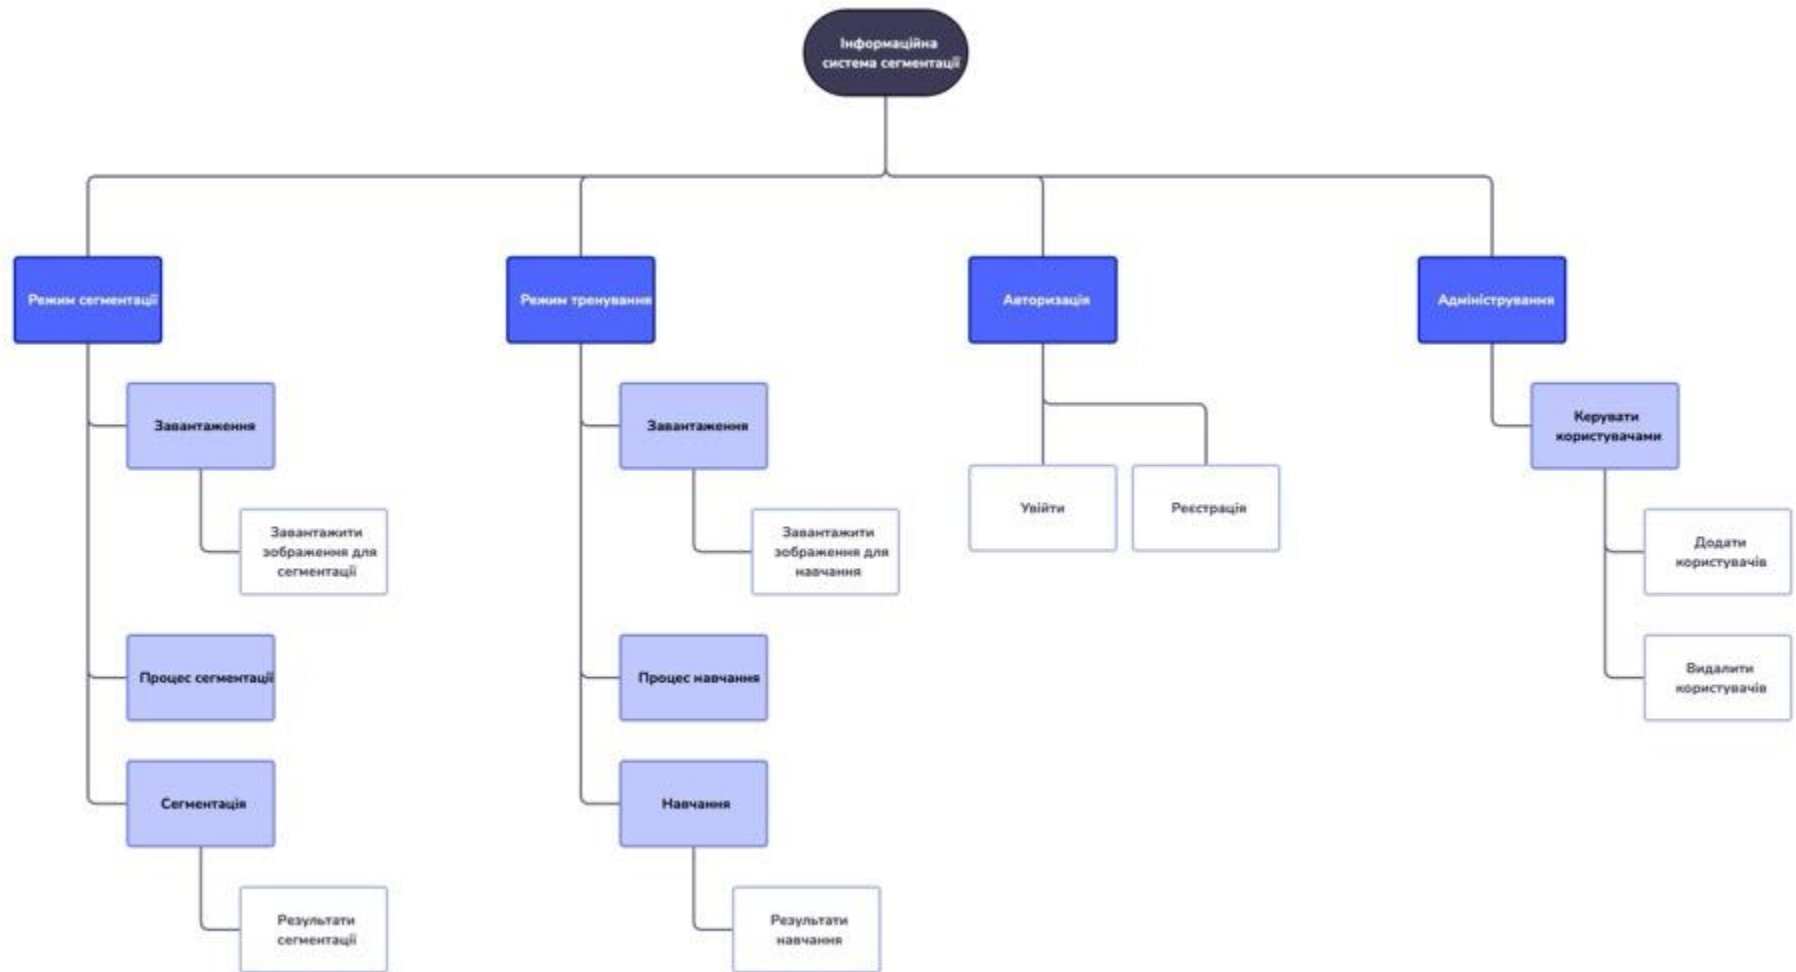 Інформаційна
система сегментації
Режим сегментації
Режим тренування
Авторизація
Адміністрування
Завантаження
Завантаження
Керувати
користувачами
Увійти
Реєстрація
Завантажити
зображення для
сегментації
Завантажити
зображення для
навчання
Додати
користувачів
Процес сегментації
Процес навчання
Видалити
користувачів
Сегментація
Навчання
Результати
сегментації
Результати
навчання